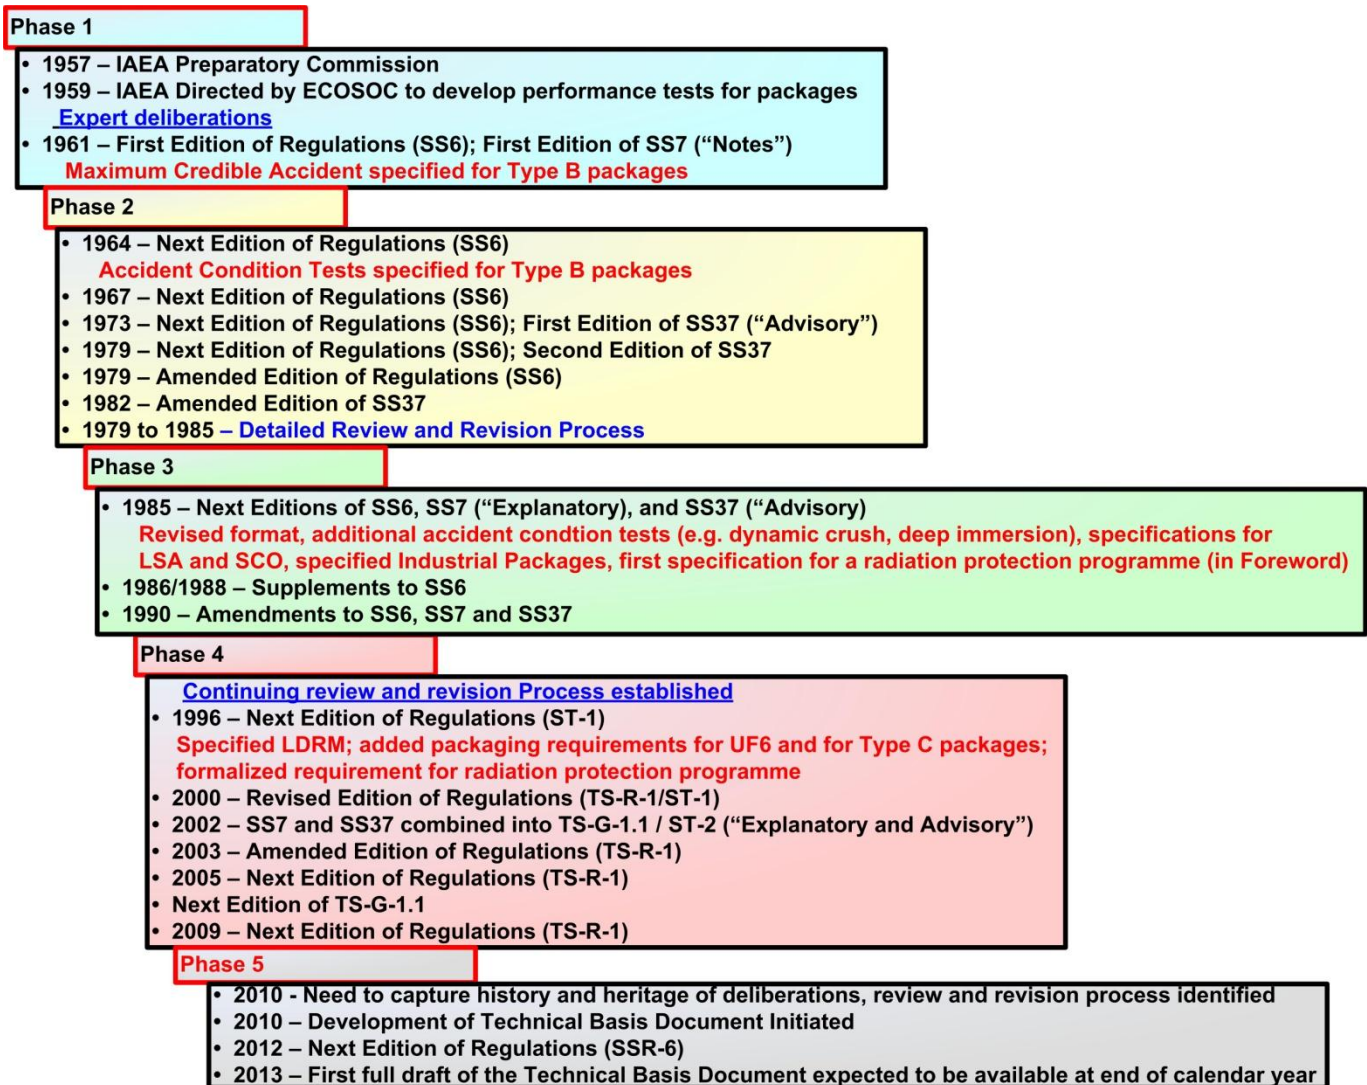 Phase 1
• 1957 – IAEA Preparatory Commission
• 1959 – IAEA Directed by ECOSOC to develop performance tests for packages
Expert deliberations
• 1961 – First Edition of Regulations (SS6); First Edition of SS7 (“Notes”)
Maximum Credible Accident specified for Type B packages
Phase 2
• 1964 – Next Edition of Regulations (SS6)
Accident Condition Tests specified for Type B packages
• 1967 – Next Edition of Regulations (SS6)
• 1973 – Next Edition of Regulations (SS6); First Edition of SS37 (“Advisory”)
• 1979 – Next Edition of Regulations (SS6); Second Edition of SS37
• 1979 – Amended Edition of Regulations (SS6)
• 1982 – Amended Edition of SS37
• 1979 to 1985 – Detailed Review and Revision Process
Phase 3
• 1985 – Next Editions of SS6, SS7 (“Explanatory), and SS37 (“Advisory)
Revised format, additional accident condtion tests (e.g. dynamic crush, deep immersion), specifications for
LSA and SCO, specified Industrial Packages, first specification for a radiation protection programme (in Foreword)
• 1986/1988 – Supplements to SS6
• 1990 – Amendments to SS6, SS7 and SS37
Phase 4
Continuing review and revision Process established
• 1996 – Next Edition of Regulations (ST-1)
Specified LDRM; added packaging requirements for UF6 and for Type C packages;
formalized requirement for radiation protection programme
• 2000 – Revised Edition of Regulations (TS-R-1/ST-1)
• 2002 – SS7 and SS37 combined into TS-G-1.1 / ST-2 (“Explanatory and Advisory”)
• 2003 – Amended Edition of Regulations (TS-R-1)
• 2005 – Next Edition of Regulations (TS-R-1)
• Next Edition of TS-G-1.1
• 2009 – Next Edition of Regulations (TS-R-1)
Phase 5
• 2010 - Need to capture history and heritage of deliberations, review and revision process identified
• 2010 – Development of Technical Basis Document Initiated
• 2012 – Next Edition of Regulations (SSR-6)
• 2013 – First full draft of the Technical Basis Document expected to be available at end of calendar year